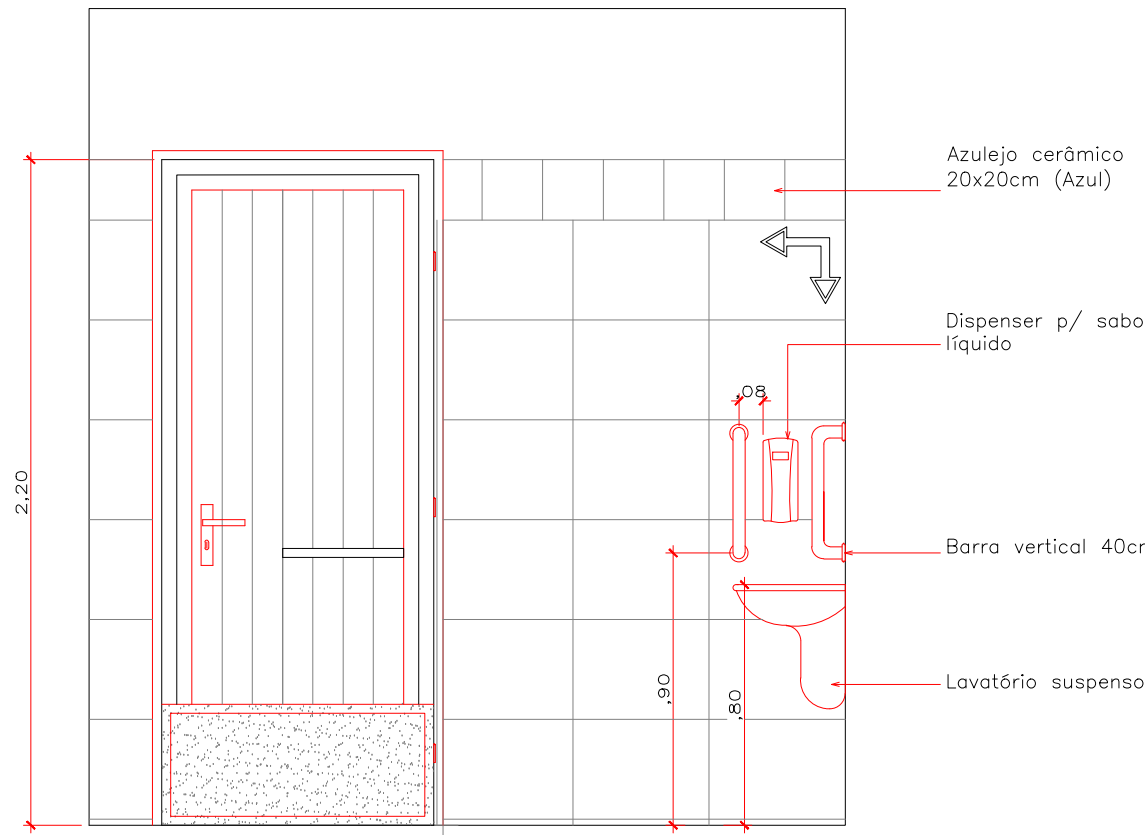 Azulejo cerâmico
20x20cm (Azul)
Dispenser p/ sabo
líquido
,08
2,20
Barra vertical 40cr
,90
,80
Lavatório suspenso